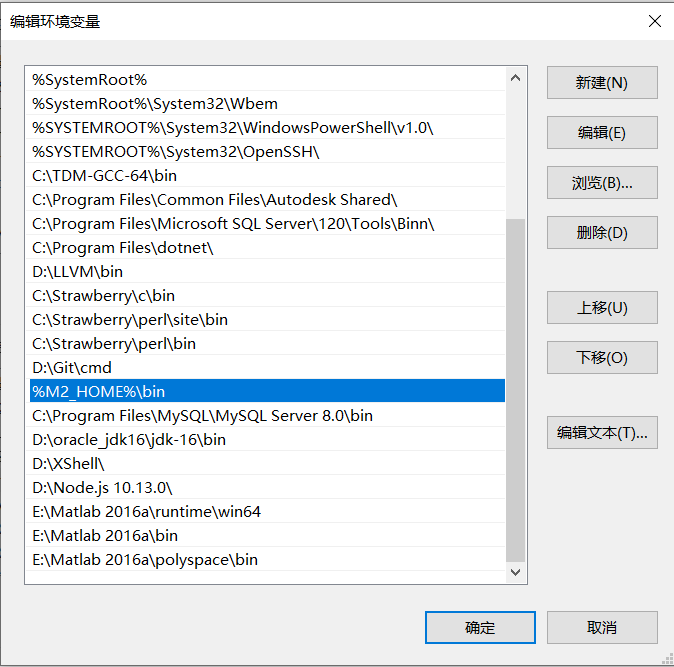 编辑环境变量
%SystemRoot%
%SystemRoot%\System32\Wbem
%SYSTEMROOT%\System32\WindowsPowerShell\v1.0\
%SYSTEMROOT%\System32\OpenSSH\
C:\TDM-GCC-64\bin
C:\Program Files\Common Files\Autodesk Shared\
C:\Program Files\Microsoft SQL Server\120\Tools\Binn\
C:\Program Files\dotnet\
D:\LLVM\bin
C:\Strawberry\c\bin
C:\Strawberry\perl\site\bin
C:\Strawberry\perl\bin
D:\Git\cmd
%M2_HOME%\bin
C:\Program Files\MySQL\MySQL Server 8.0\bin
D:\oracle_jdk16\jdk-16\bin
D:\XShell\
D:\Node.js 10.13.0\
E:\Matlab 2016a\runtime\win64
E:\Matlab 2016a\bin
E:\Matlab 2016a\polyspace\bin
新建(N)
编辑(E)
浏览(B)...
删除(D)
上移(U)
下移(O)
编辑文本(T)...
确定
取消